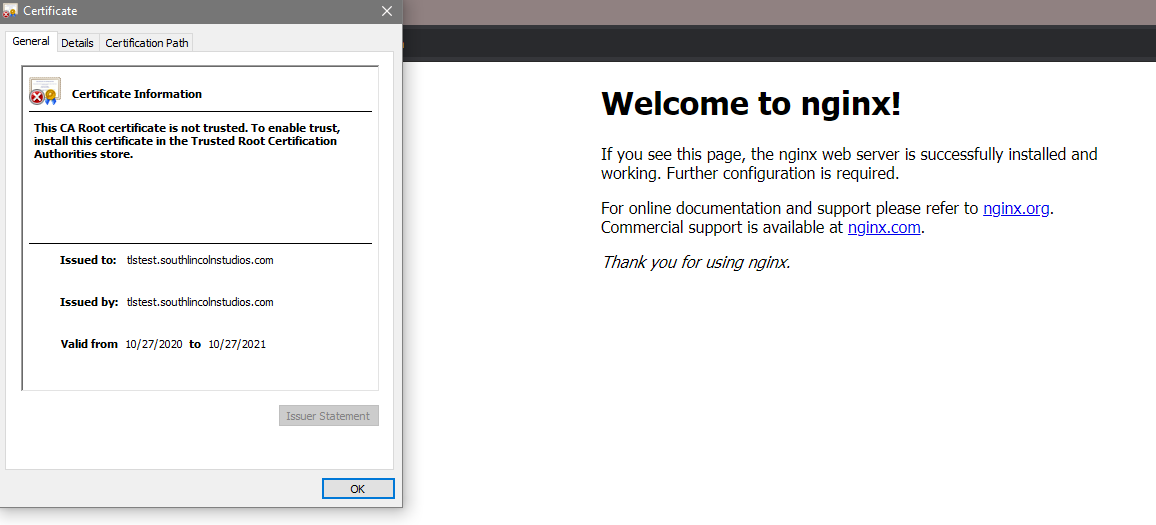 Certificate
General
Details
Certification Path
Certificate Information
This CA Root certificate is not trusted. To enable trust,
install this certificate in the Trusted Root Certification
Authorities store.
Issued to: tlstest.southlincolnstudios.com
Issued by: tlstest.southlincolnstudios.com
Valid from 10/27/2020 to 10/27/2021
Issuer Statement
OK
Welcome to nginx!
If you see this page, the nginx web server is successfully installed and
working. Further configuration is required.
For online documentation and support please refer to nginx.org.
Commercial support is available at nginx.com.
Thank you for using nginx.